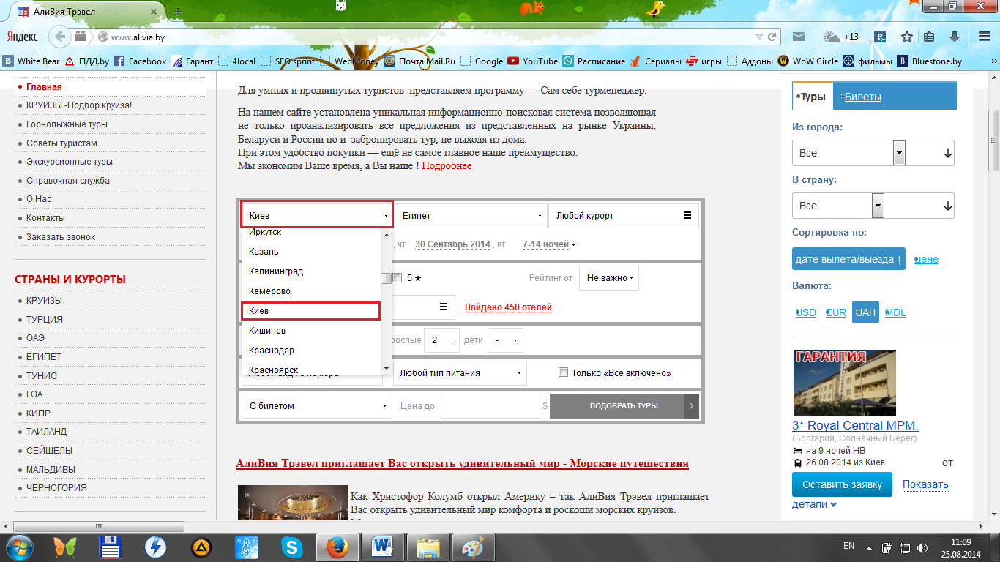 АлиВия Трэвел
Яндекс
www.alivia.by
+13
White Bear
ПДД.by
Facebook
Гарант
4local
SEO sprint
WebMoney
Почта Mail.Ru
Google
YouTube
Расписание
Сериалы
игры
Аддоны
WoW Circle
фильмы
Bluestone.by
Главная
КРУИЗЫ -Подбор круиза!
Горнолыжные туры
Советы туристам
Экскурсионные туры
Справочная служба
О Нас
Контакты
Заказать звонок
СТРАНЫ И КУРОРТЫ
КРУИЗЫ
ТУРЦИЯ
ОАЭ
ЕГИПЕТ
ТУНИС
ГОА
КИПР
ТАИЛАНД
СЕЙШЕЛЫ
МАЛЬДИВЫ
ЧЕРНОГОРИЯ
Для умных и продвинутых туристов представляем программу — Сам себе турменеджер.
На нашем сайте установлена уникальная информационно-поисковая система позволяющая
не только проанализировать все предложения из представленных на рынке Украины,
Беларуси и России но и забронировать тур, не выходя из дома.
При этом удобство покупки — ещё не самое главное наше преимущество.
Мы экономим Ваше время, а Вы наше ! Подробнее
Киев
Египет
Любой курорт
Иркутск
Казань
Калининград
Кемерово
Киев
Кишинев
Краснодар
Красноярск
, чт 30 Сентябрь 2014 , вт 7-14 ночей
5 ★
Рейтинг от
Не важно
Найдено 450 отелей
рослые 2 дети -
Любой тип питания
Только «Всё включено»
С билетом
Цена до
$
ПОДОБРАТЬ ТУРЫ
АлиВия Трэвел приглашает Вас открыть удивительный мир - Морские путешествия
Как Христофор Колумб открыл Америку – так АлиВия Трэвел приглашает
Вас открыть удивительный мир комфорта и роскоши морских круизов.
Туры
Билеты
Из города:
Все
В страну:
Все
Сортировка по:
дате вылета/выезда ↑
цене
Валюта:
USD
EUR
UAH
MDL
ГАРАНТИЯ
3* Royal Central MPM.
(Болгария, Солнечный Берег)
на 9 ночей HB
26.08.2014 из Киев
от
Оставить заявку
Показать
детали
EN
11:09
25.08.2014